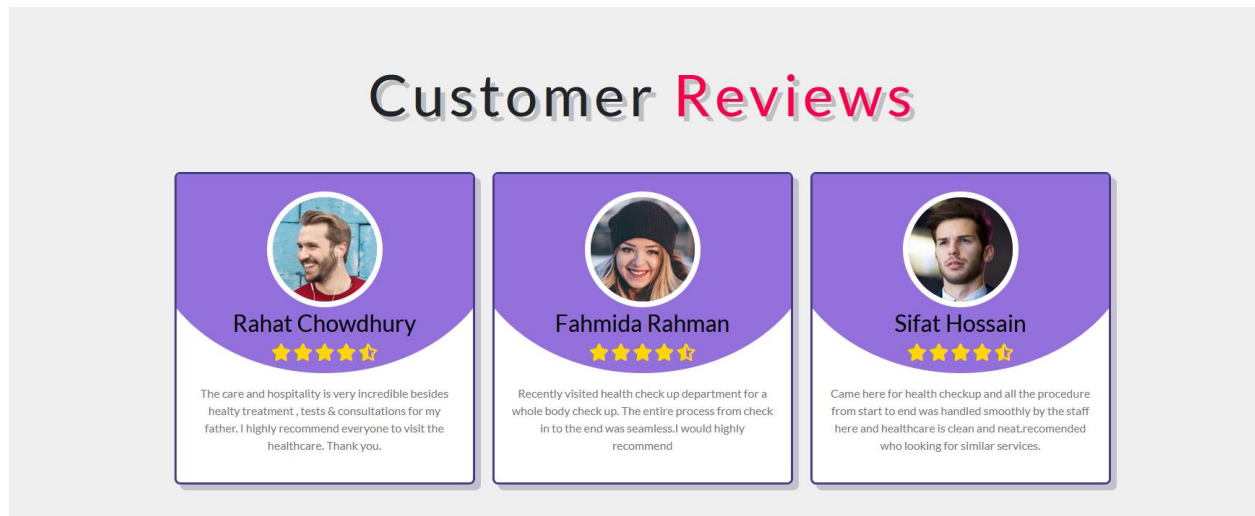 Customer Reviews
Rahat Chowdhury
The care and hospitality is very incredible besides
healty treatment , tests & consultations for my
father. I highly recommend everyone to visit the
healthcare. Thank you.
Fahmida Rahman
Recently visited health check up department for a
whole body check up. The entire process from check
in to the end was seamless.I would highly
recommend
Sifat Hossain
Came here for health checkup and all the procedure
from start to end was handled smoothly by the staff
here and healthcare is clean and neat.recomended
who looking for similar services.